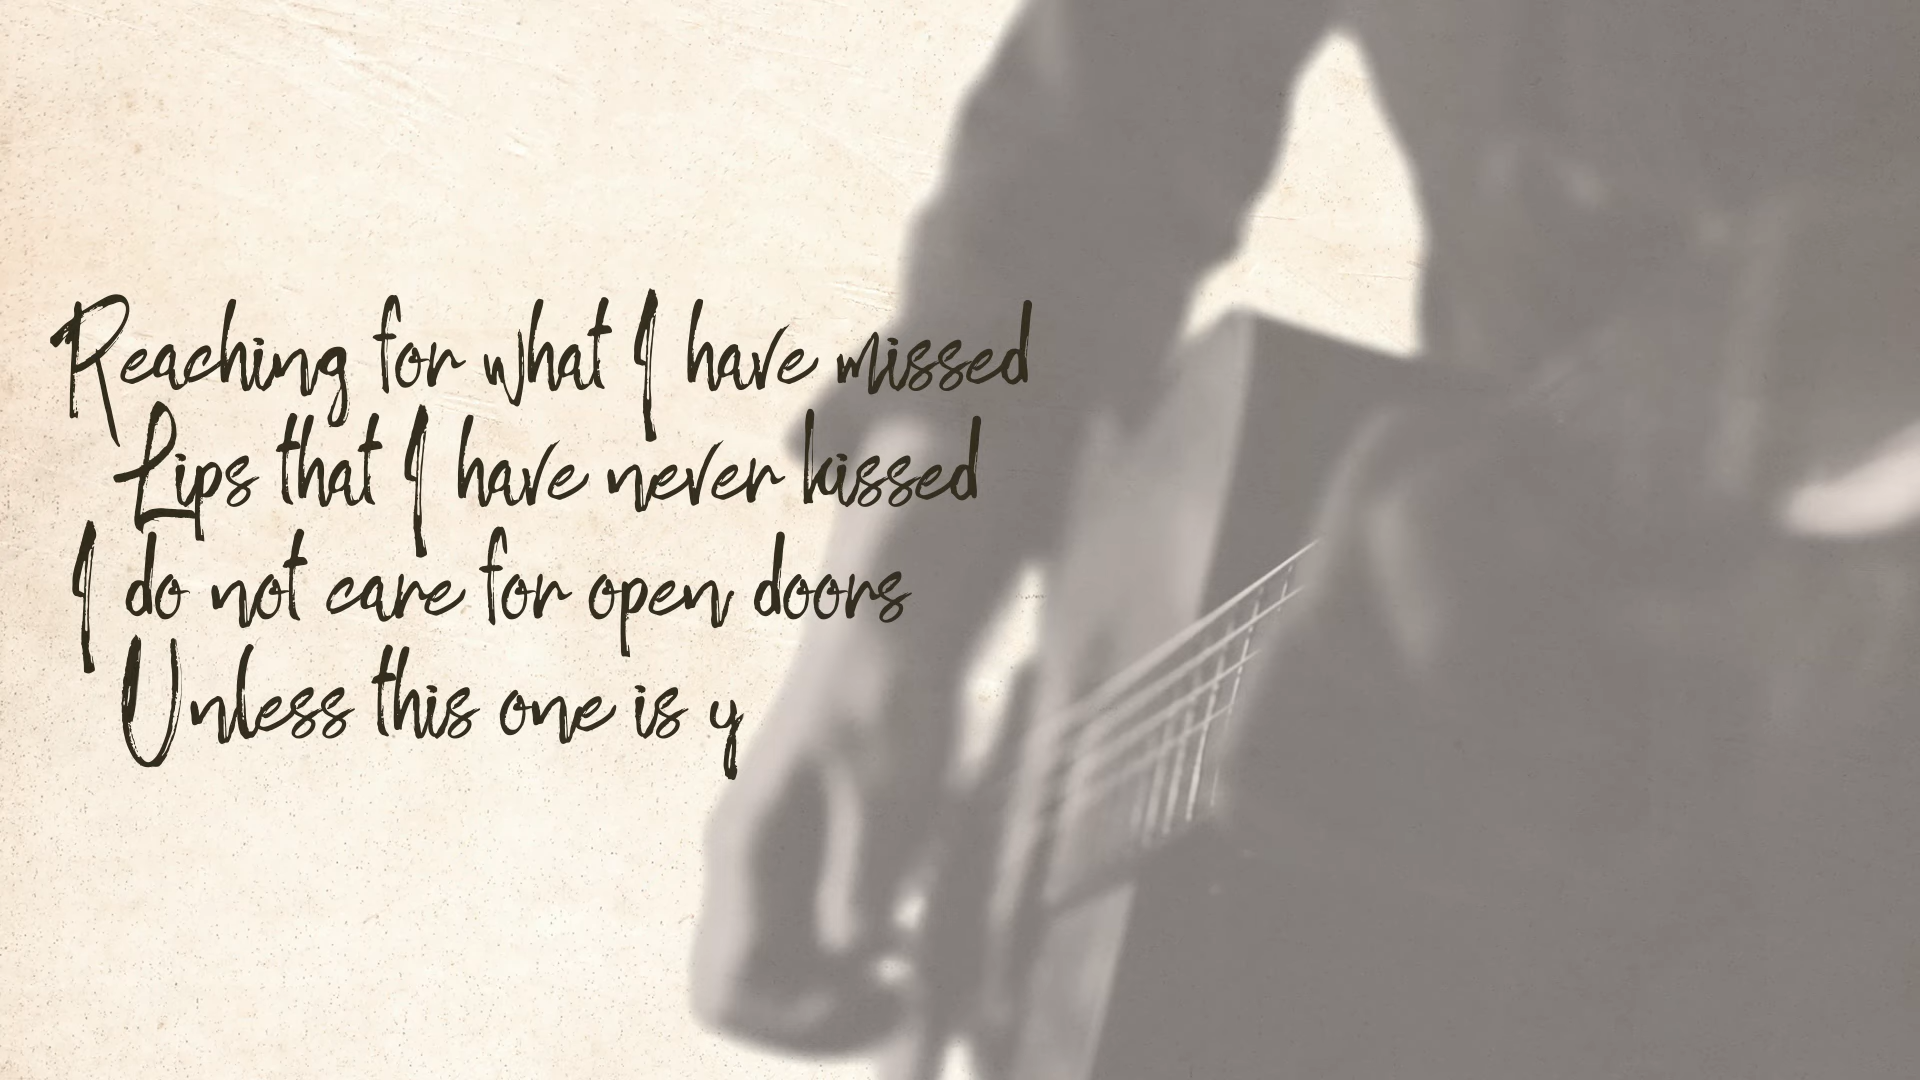 Reaching for what I have missed
Lips that I have never kissed
I do not care for open doors
Unless this one is y